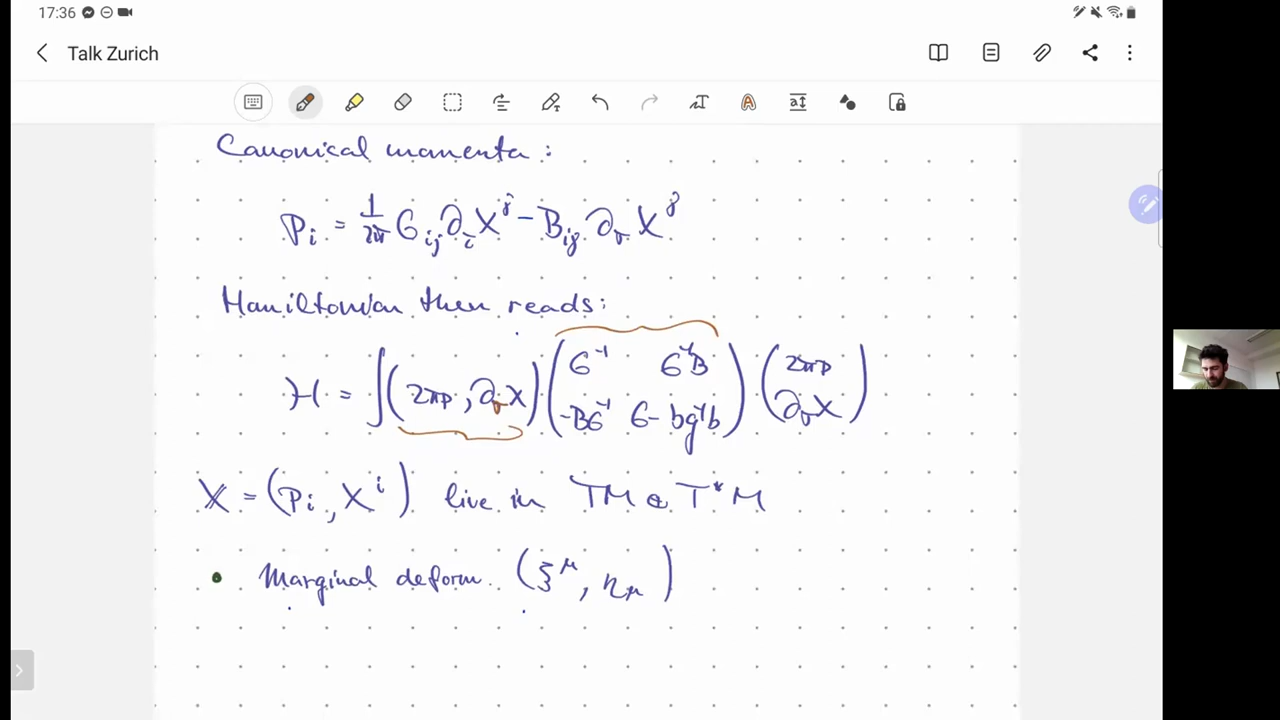 17:36
Talk Zurich
Canonical momenta :
P_i = 1/2π G_ij ∂_τ X^j - B_ij ∂_σ X^j
Hamiltonian then reads:
H = ∫ (2πp, ∂_σ X) (G^-1 G^-1B -BG^-1 G - bg^-1b) (2πp ∂_σ X)
X = (P_i, X^i) live in TM ⊕ T*M
• Marginal deform. (ξ^μ, η_μ)